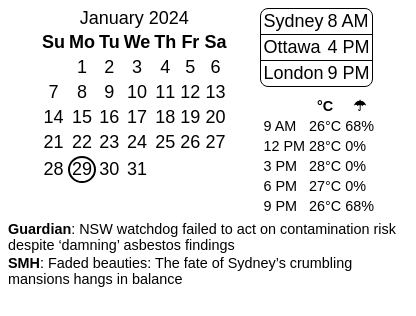 January 2024
Su Mo Tu We Th Fr Sa
1 2 3 4 5 6
7 8 9 10 11 12 13
14 15 16 17 18 19 20
21 22 23 24 25 26 27
28 29 30 31
Sydney 8 AM
Ottawa 4 PM
London 9 PM
°C ☂
9 AM 26°C 68%
12 PM 28°C 0%
3 PM 28°C 0%
6 PM 27°C 0%
9 PM 26°C 68%
Guardian: NSW watchdog failed to act on contamination risk
despite ‘damning’ asbestos findings
SMH: Faded beauties: The fate of Sydney’s crumbling
mansions hangs in balance